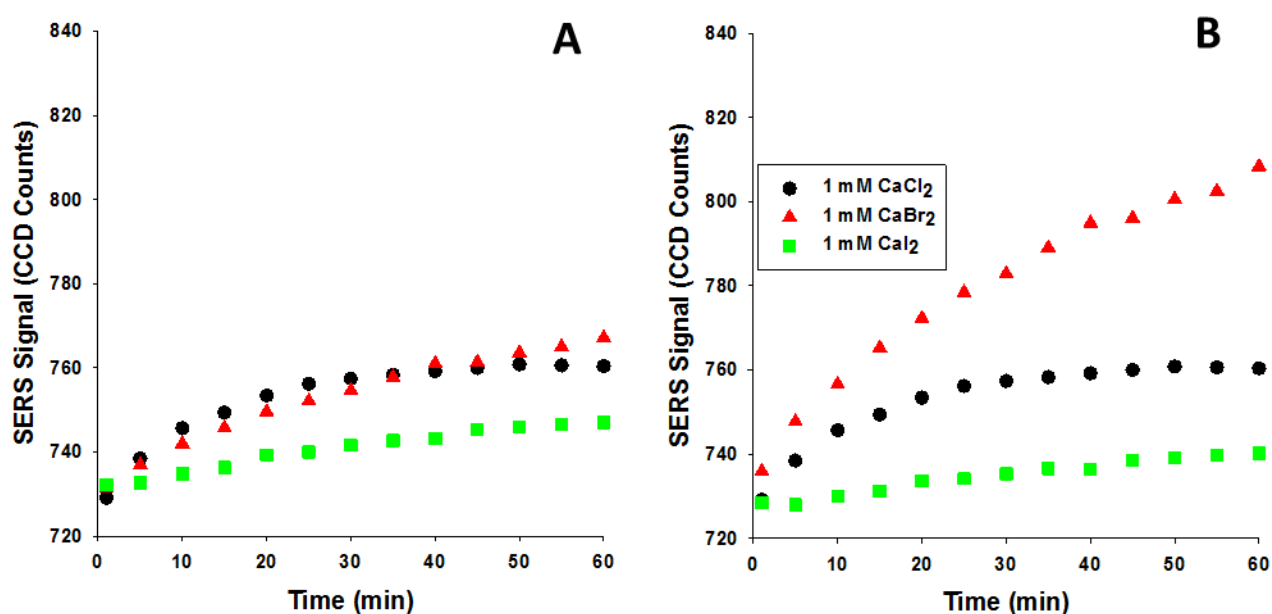 A
840
820
800
780
760
740
720
0 10 20 30 40 50 60
SERS Signal (CCD Counts)
Time (min)
B
840
820
800
780
760
740
720
0 10 20 30 40 50 60
SERS Signal (CCD Counts)
Time (min)
1 mM CaCl₂
1 mM CaBr₂
1 mM CaI₂